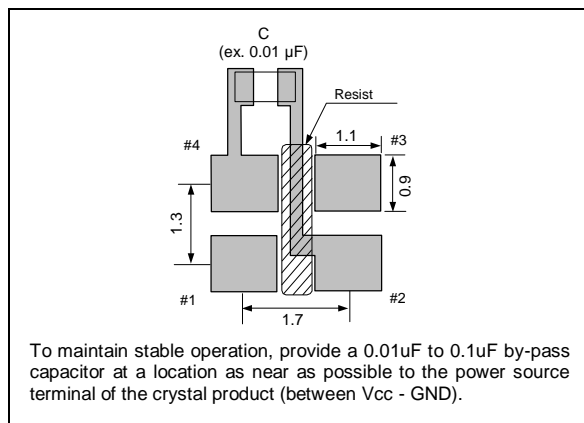 C
(ex. 0.01 µF)
Resist
1.1
#3
#4
0.9
1.3
#1
#2
1.7
To maintain stable operation, provide a 0.01uF to 0.1uF by-pass
capacitor at a location as near as possible to the power source
terminal of the crystal product (between Vcc - GND).